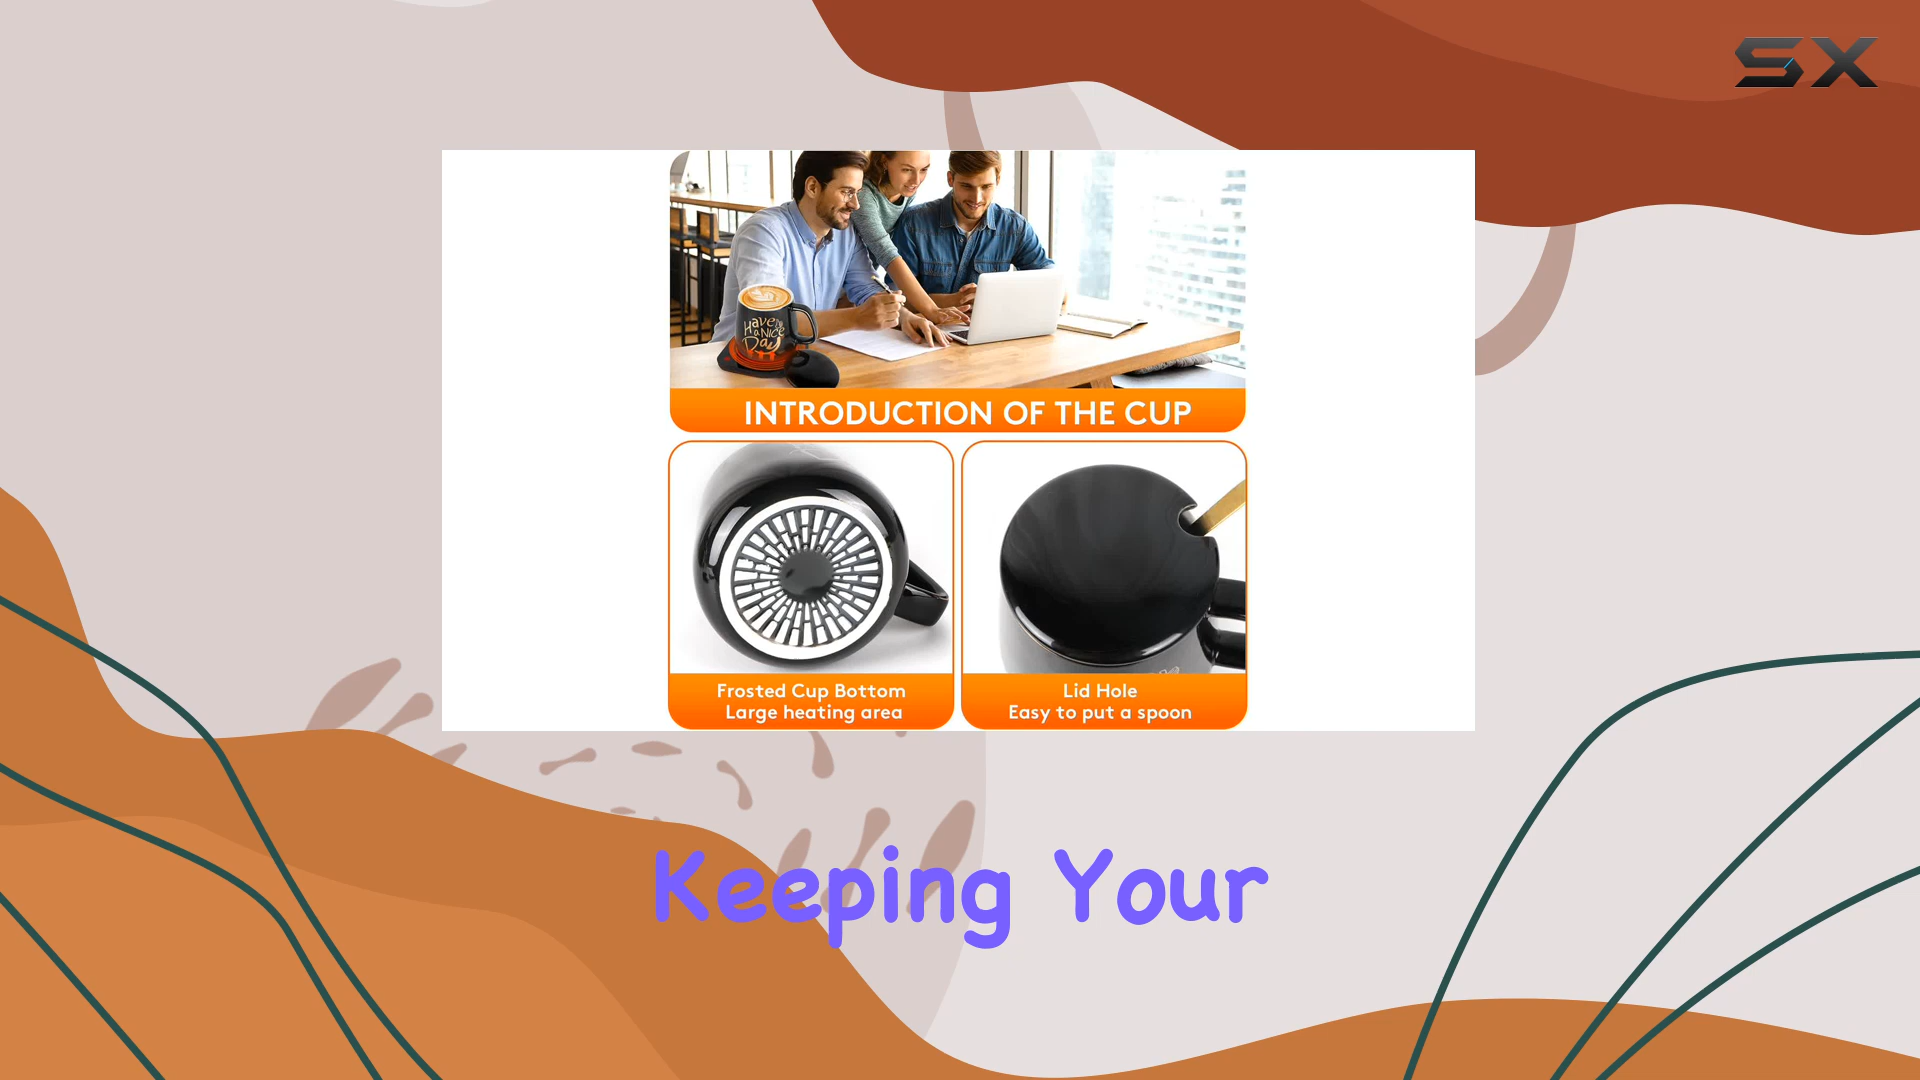 SX
Have
a Nice
Day
INTRODUCTION OF THE CUP
Frosted Cup Bottom
Large heating area
Lid Hole
Easy to put a spoon
Keeping Your